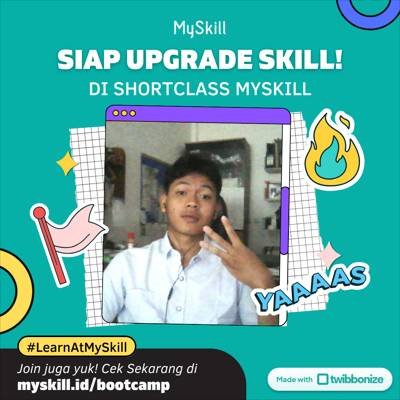 MySkill
SIAP UPGRADE SKILL!
DI SHORTCLASS MYSKILL
YAAAAS
#LearnAtMySkill
Join juga yuk! Cek Sekarang di
myskill.id/bootcamp
Made with twibbonize